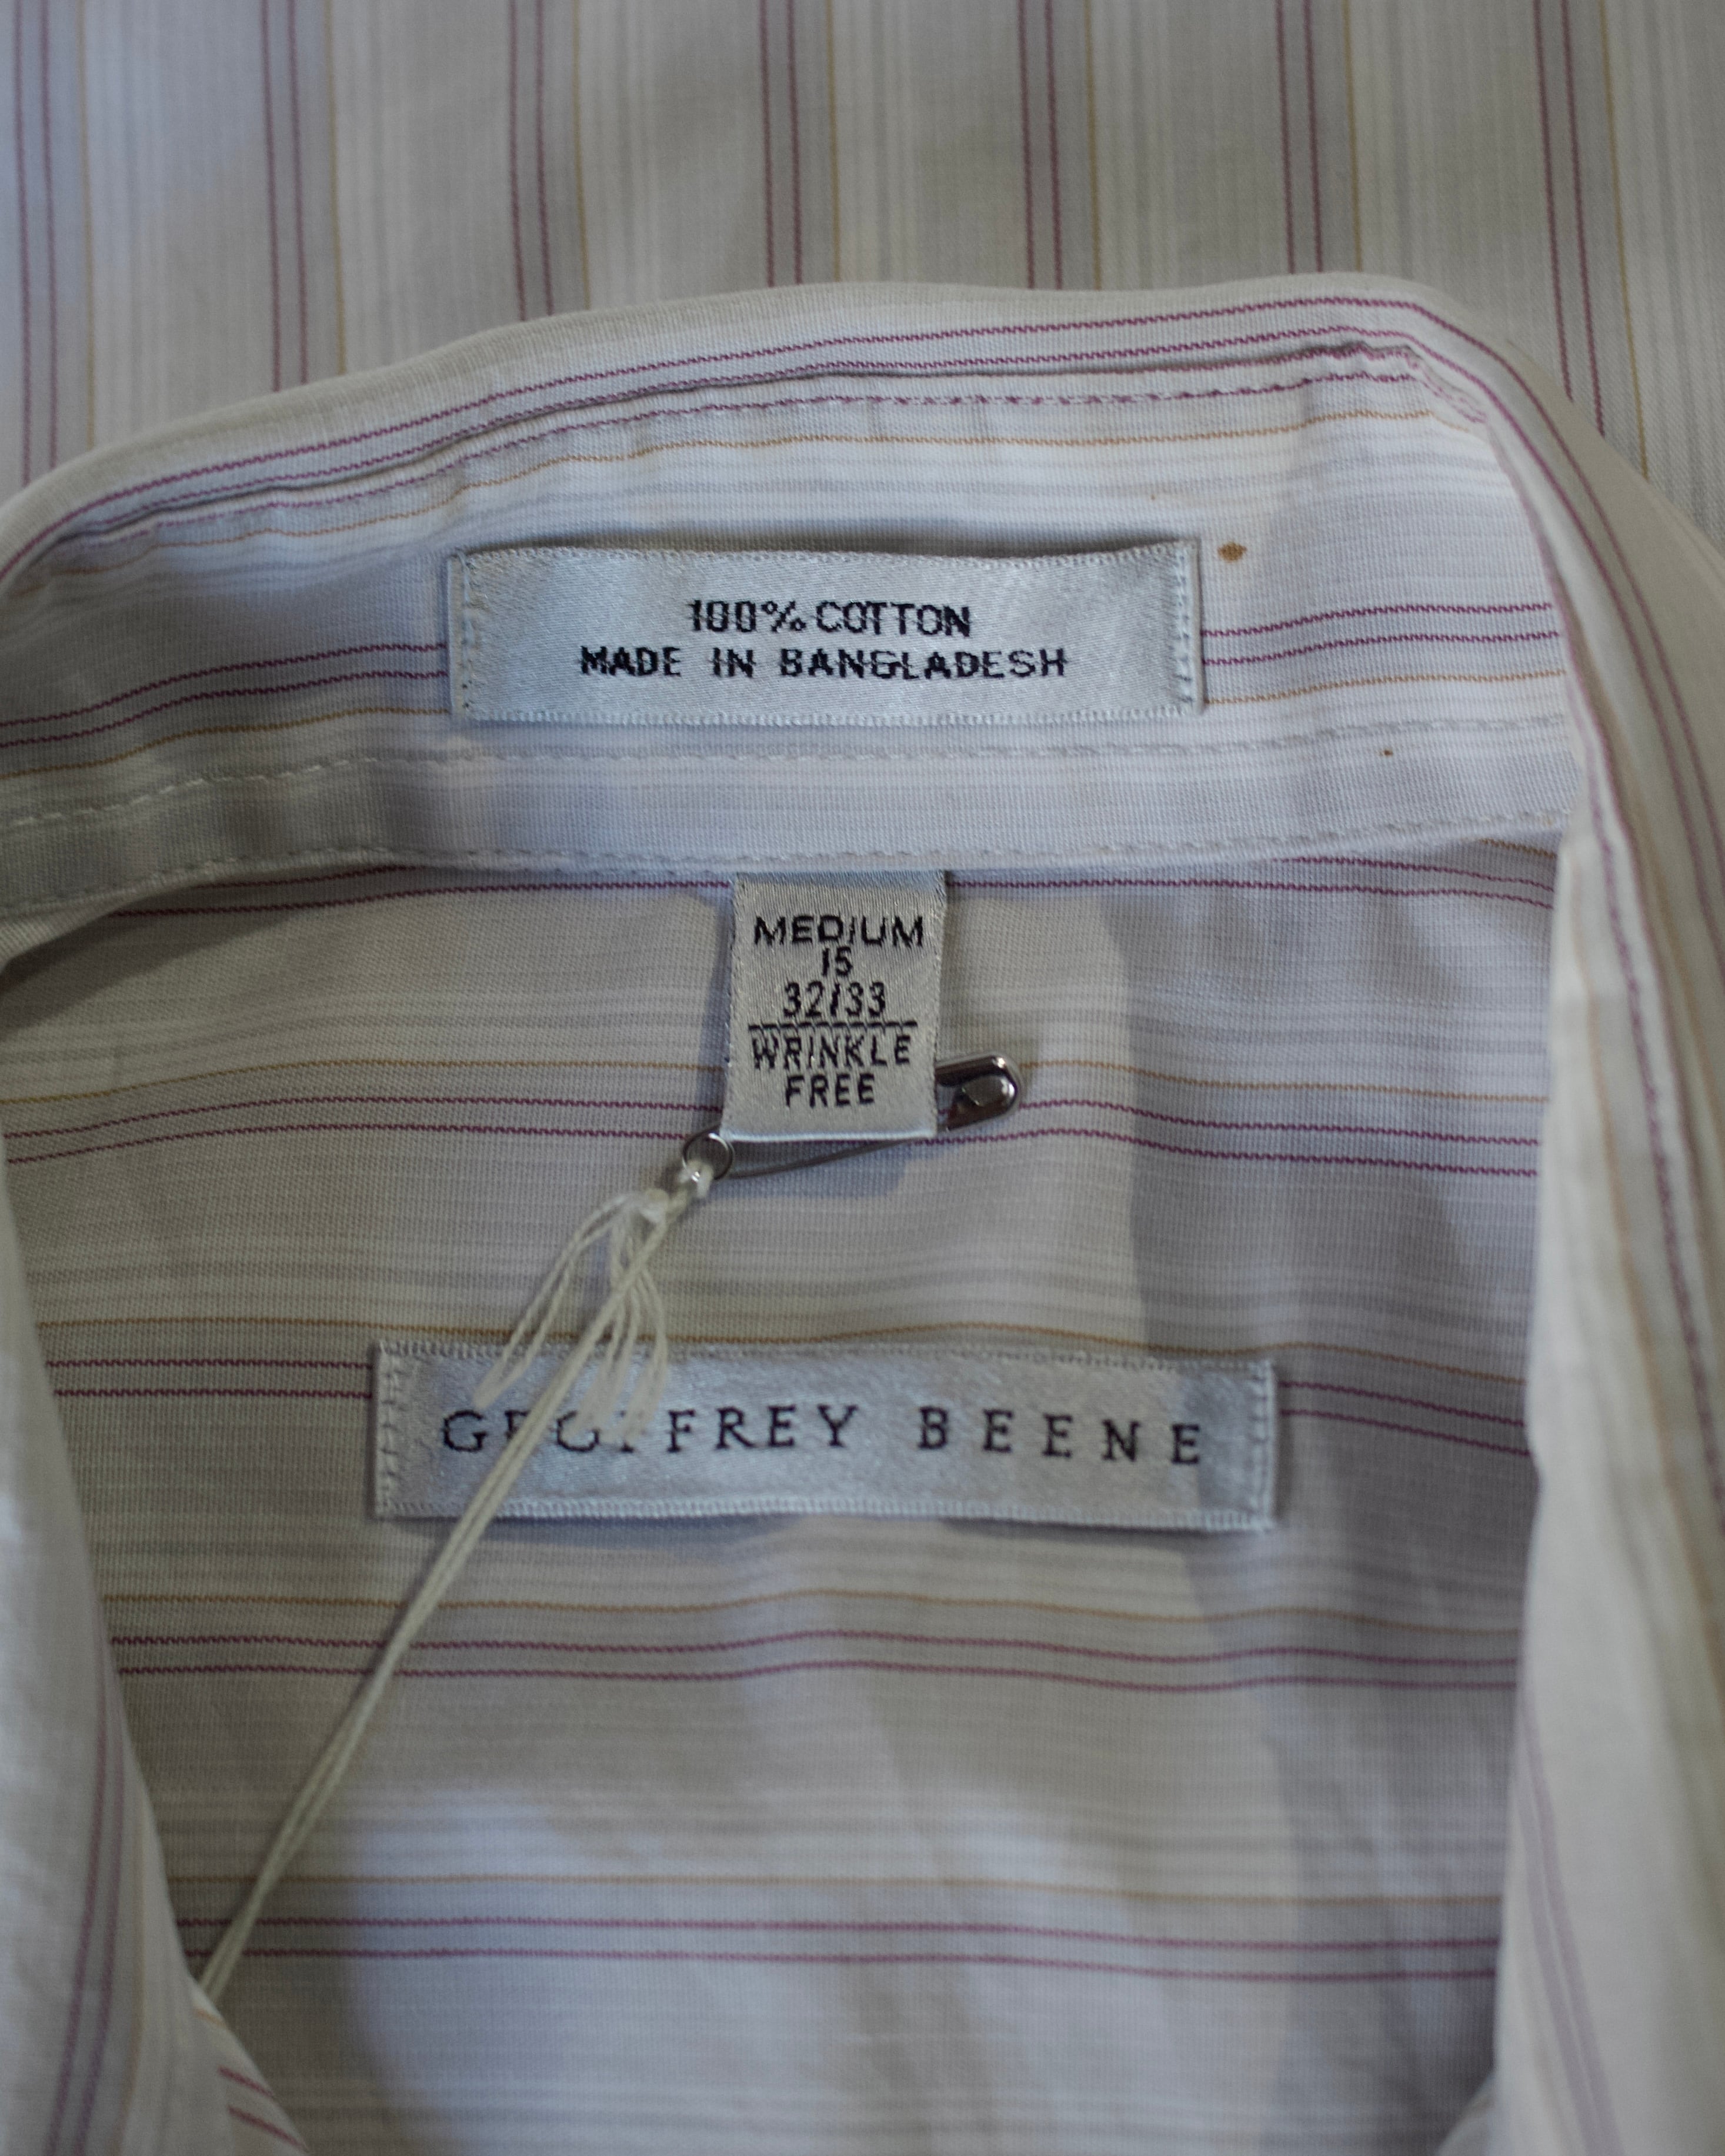 100% COTTON
MADE IN BANGLADESH
MEDIUM
15
32/33
WRINKLE
FREE
GEOFFREY BEENE